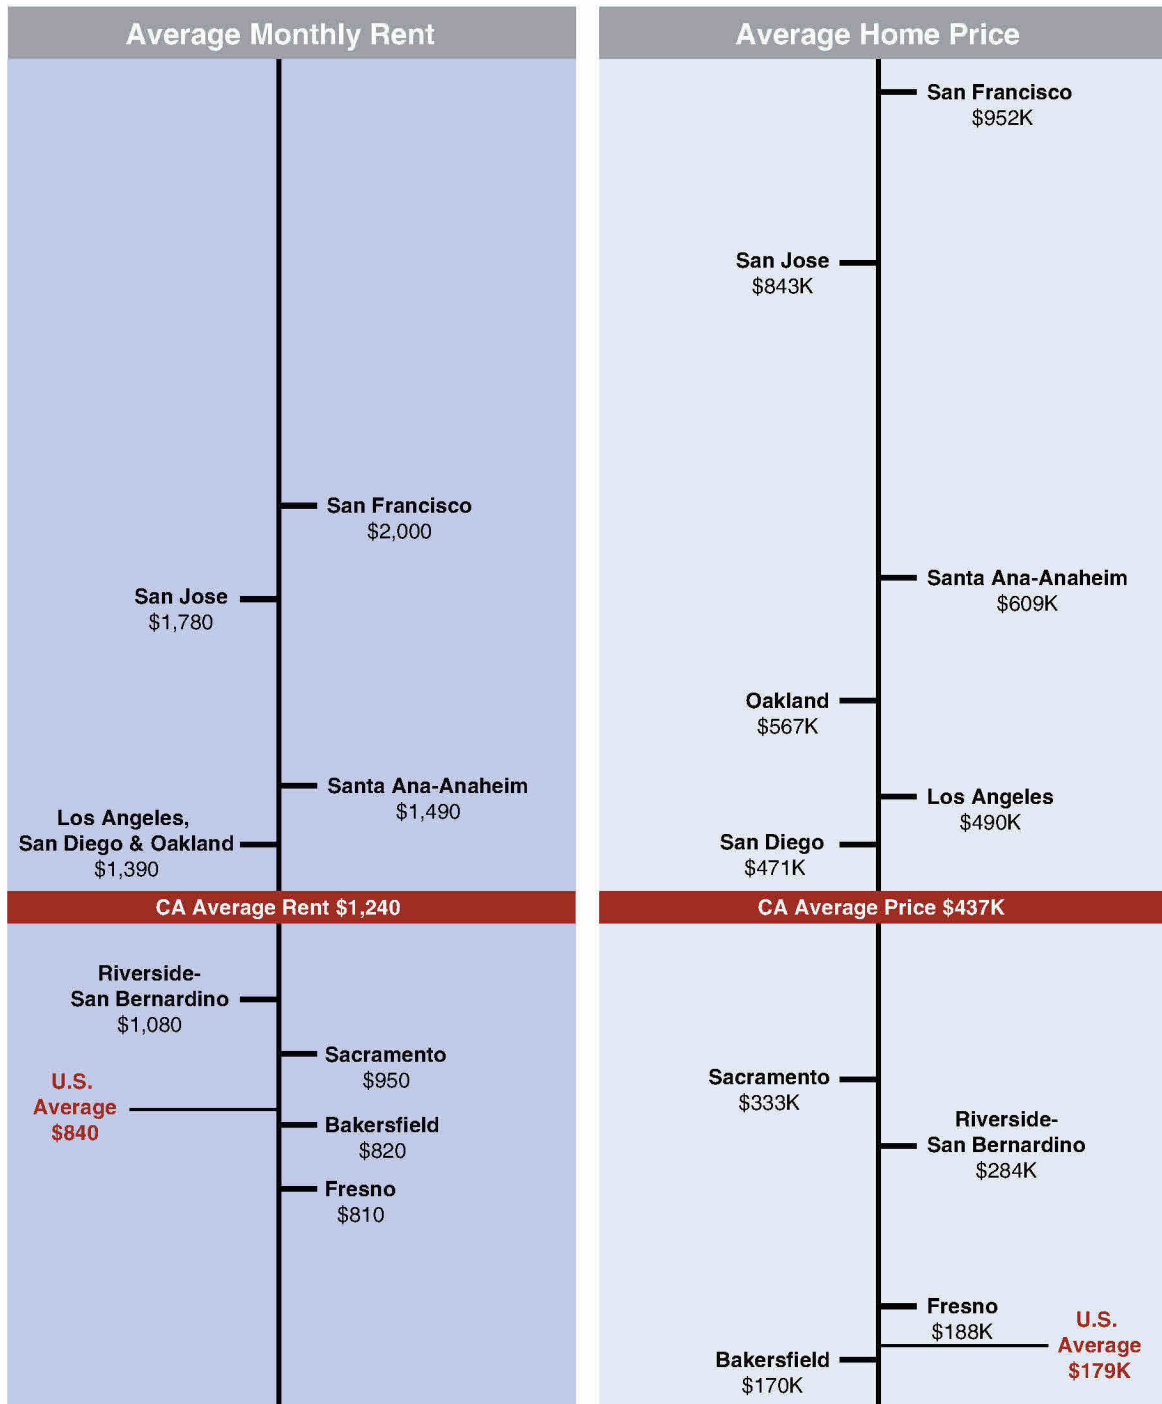 Average Monthly Rent
San Francisco
$2,000
San Jose
$1,780
Santa Ana-Anaheim
$1,490
Los Angeles,
San Diego & Oakland
$1,390
CA Average Rent $1,240
Riverside-
San Bernardino
$1,080
Sacramento
$950
U.S.
Average
$840
Bakersfield
$820
Fresno
$810
Average Home Price
San Francisco
$952K
San Jose
$843K
Santa Ana-Anaheim
$609K
Oakland
$567K
Los Angeles
$490K
San Diego
$471K
CA Average Price $437K
Sacramento
$333K
Riverside-
San Bernardino
$284K
Fresno
$188K
U.S.
Average
$179K
Bakersfield
$170K